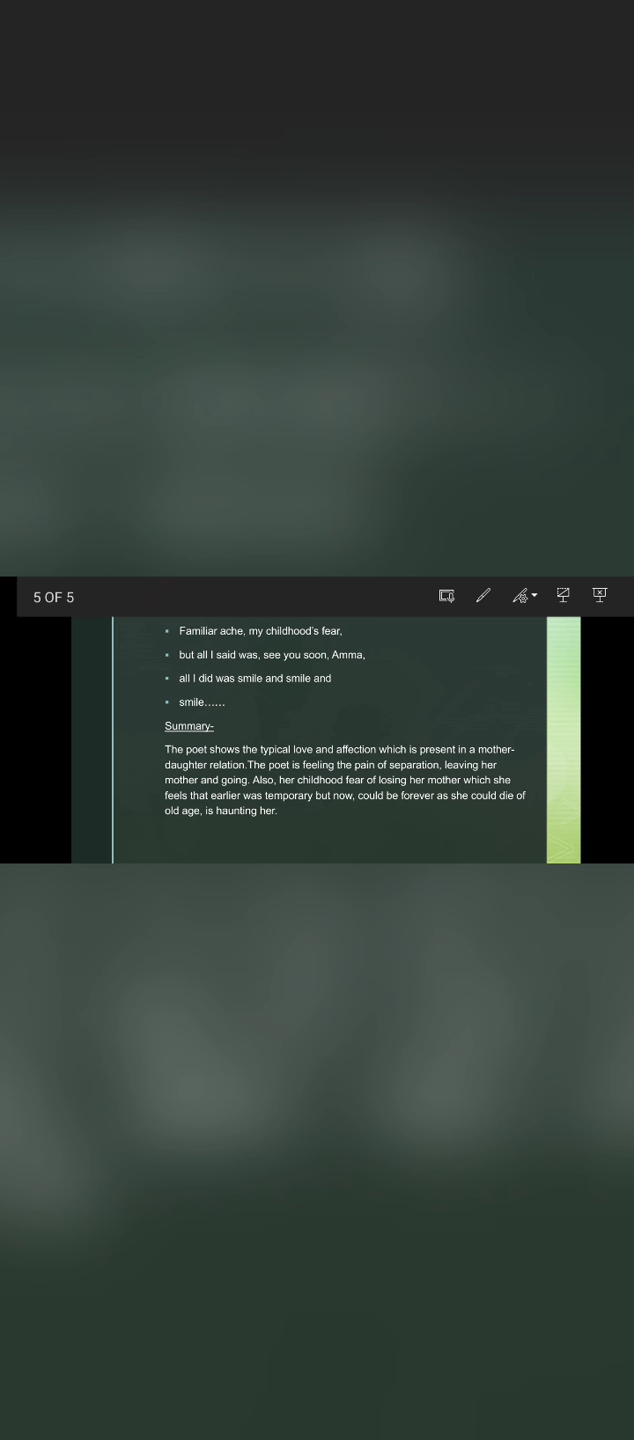 5 OF 5
▪ Familiar ache, my childhood's fear,
▪ but all I said was, see you soon, Amma,
▪ all I did was smile and smile and
▪ smile......
Summary-
The poet shows the typical love and affection which is present in a mother-
daughter relation.The poet is feeling the pain of separation, leaving her
mother and going. Also, her childhood fear of losing her mother which she
feels that earlier was temporary but now, could be forever as she could die of
old age, is haunting her.